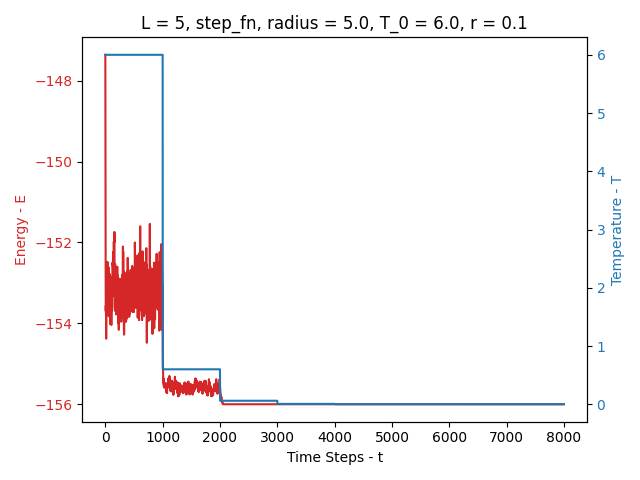 L = 5, step_fn, radius = 5.0, T_0 = 6.0, r = 0.1
−148
−150
−152
−154
−156
Energy - E
6
5
4
3
2
1
0
Temperature - T
0 1000 2000 3000 4000 5000 6000 7000 8000
Time Steps - t